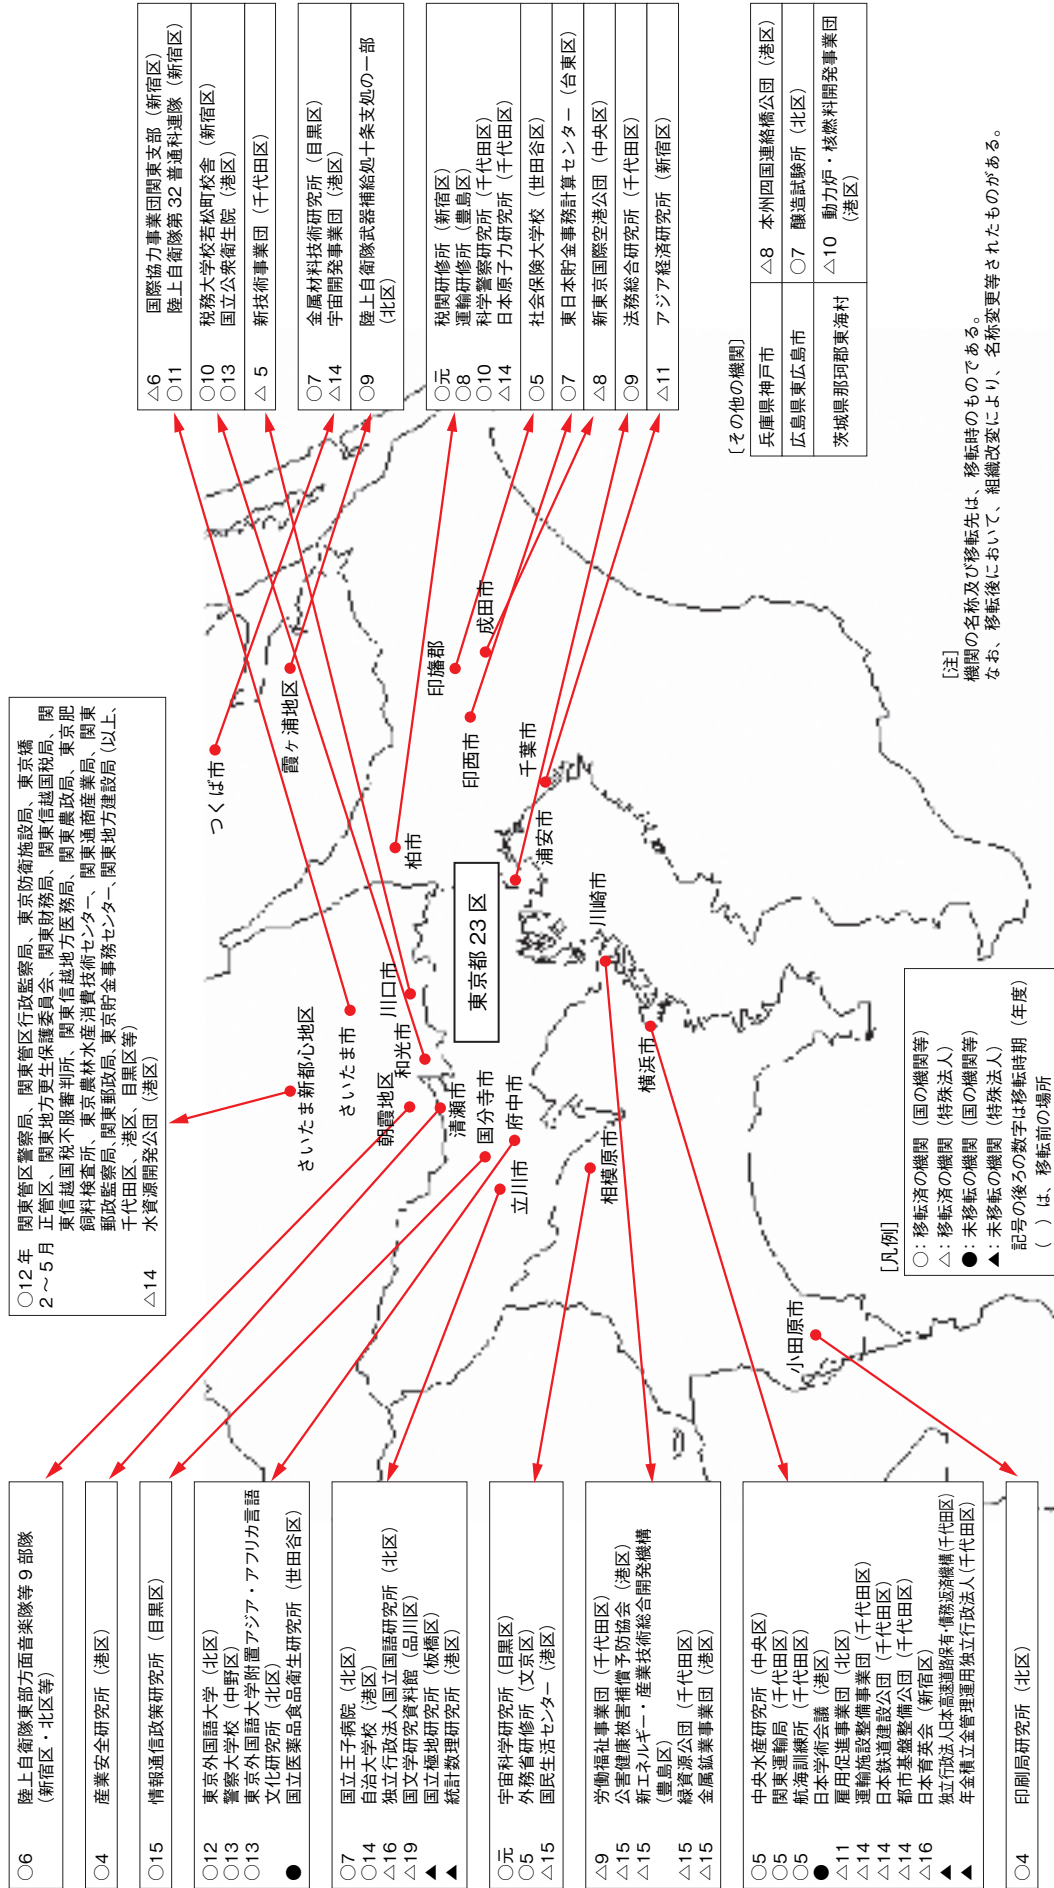 ○12年 関東管区警察局、関東管区行政監察局、東京防衛施設局、東京矯
2～5月 正管区、関東地方更生保護委員会、関東財務局、関東信越国税局、関
東信越国税不服審判所、関東信越地方医務局、関東農政局、東京肥
飼料検査所、東京農林水産消費技術センター、関東通商産業局、関東
郵政監察局、関東郵政局、東京貯金事務センター、関東地方建設局（以上、
千代田区、港区、目黒区等）
△14 水資源開発公団（港区）
○6 陸上自衛隊東部方面音楽隊等9部隊
（新宿区・北区等）
○4 産業安全研究所（港区）
○15 情報通信政策研究所（目黒区）
○12 東京外国語大学（北区）
○13 警察大学校（中野区）
○13 東京外国語大学附置アジア・アフリカ言語
文化研究所（北区）
● 国立医薬品食品衛生研究所（世田谷区）
○7 国立王子病院（北区）
○14 自治大学校（港区）
△16 独立行政法人国立国語研究所（北区）
△19 国文学研究資料館（品川区）
▲ 国立極地研究所（板橋区）
▲ 統計数理研究所（港区）
○元 宇宙科学研究所（目黒区）
○5 外務省研修所（文京区）
△15 国民生活センター（港区）
△9 労働福祉事業団（千代田区）
△15 公害健康被害補償予防協会（港区）
△15 新エネルギー・産業技術総合開発機構
（豊島区）
△15 緑資源公団（千代田区）
△15 金属鉱業事業団（港区）
○5 中央水産研究所（中央区）
○5 関東運輸局（千代田区）
○5 航海訓練所（千代田区）
● 日本学術会議（港区）
△11 雇用促進事業団（北区）
△14 運輸施設整備事業団（千代田区）
△14 日本鉄道建設公団（千代田区）
△14 都市基盤整備公団（千代田区）
△16 日本育英会（新宿区）
▲ 独立行政法人日本高速道路保有・債務返済機構（千代田区）
▲ 年金積立金管理運用独立行政法人（千代田区）
○4 印刷局研究所（北区）
△6 国際協力事業団関東支部（新宿区）
○11 陸上自衛隊第32普通科連隊（新宿区）
○10 税務大学校若松町校舎（新宿区）
○13 国立公衆衛生院（港区）
△5 新技術事業団（千代田区）
○7 金属材料技術研究所（目黒区）
△14 宇宙開発事業団（港区）
○9 陸上自衛隊武器補給処十条支処の一部
（北区）
○元 税関研修所（新宿区）
○8 運輸研修所（豊島区）
○10 科学警察研究所（千代田区）
△14 日本原子力研究所（千代田区）
○5 社会保険大学校（世田谷区）
○7 東日本貯金事務計算センター（台東区）
△8 新東京国際空港公団（中央区）
○9 法務総合研究所（千代田区）
△11 アジア経済研究所（新宿区）
つくば市
霞ヶ浦地区
さいたま新都心地区
さいたま市
川口市
和光市
朝霞地区
清瀬市
国分寺市
府中市
立川市
相模原市
柏市
印旛郡
成田市
印西市
千葉市
浦安市
東京都23区
川崎市
横浜市
小田原市
［その他の機関］
兵庫県神戸市 △8 本州四国連絡橋公団（港区）
広島県東広島市 ○7 醸造試験所（北区）
茨城県那珂郡東海村 △10 動力炉・核燃料開発事業団
（港区）
［凡例］
○：移転済の機関（国の機関等）
△：移転済の機関（特殊法人）
●：未移転の機関（国の機関等）
▲：未移転の機関（特殊法人）
記号の後ろの数字は移転時期（年度）
（ ）は、移転前の場所
［注］
機関の名称及び移転先は、移転時のものである。
なお、移転後において、組織改変により、名称変更等されたものがある。